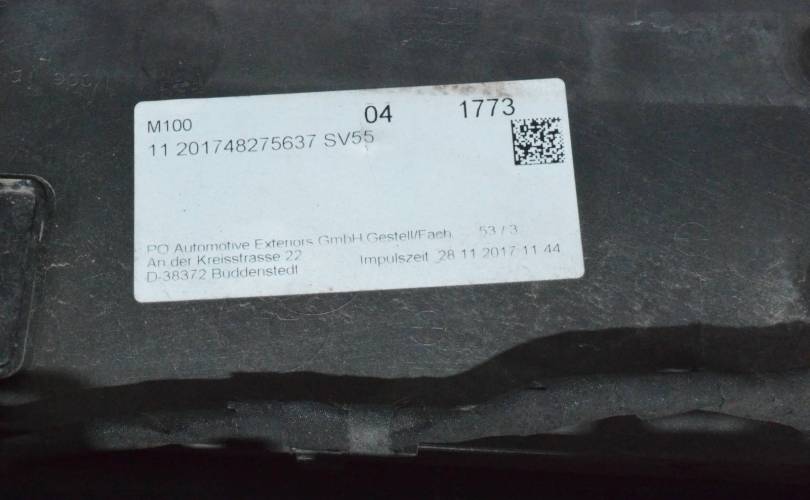 M100 04 1773
11 201748275637 SV55
PO Automotive Exteriors GmbH Gestell/Fach 53 / 3
An der Kreisstrasse 22
Impulszeit 28.11.2017 11:44
D-38372 Büddenstedt